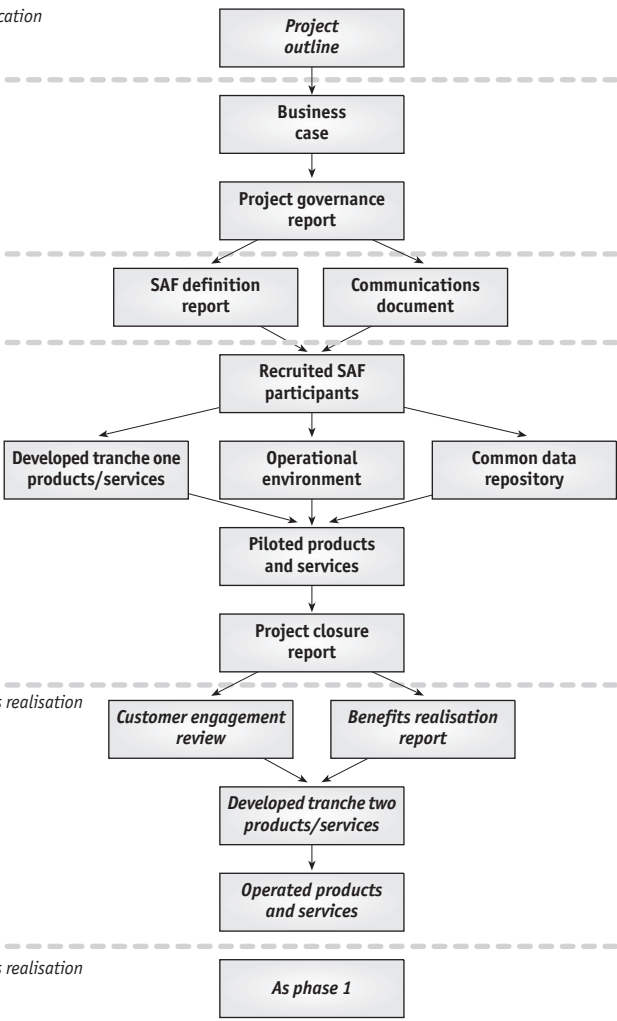 Project
outline
Business
case
Project governance
report
SAF definition
report
Communications
document
Recruited SAF
participants
Developed tranche one
products/services
Operational
environment
Common data
repository
Piloted products
and services
Project closure
report
realisation
Customer engagement
review
Benefits realisation
report
Developed tranche two
products/services
Operated products
and services
realisation
As phase 1